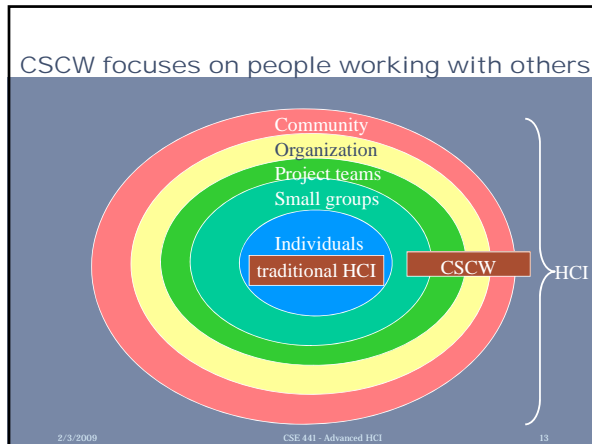 CSCW focuses on people working with others
Community
Organization
Project teams
Small groups
Individuals
traditional HCI
CSCW
HCI
2/3/2009
CSE 441 - Advanced HCI
13